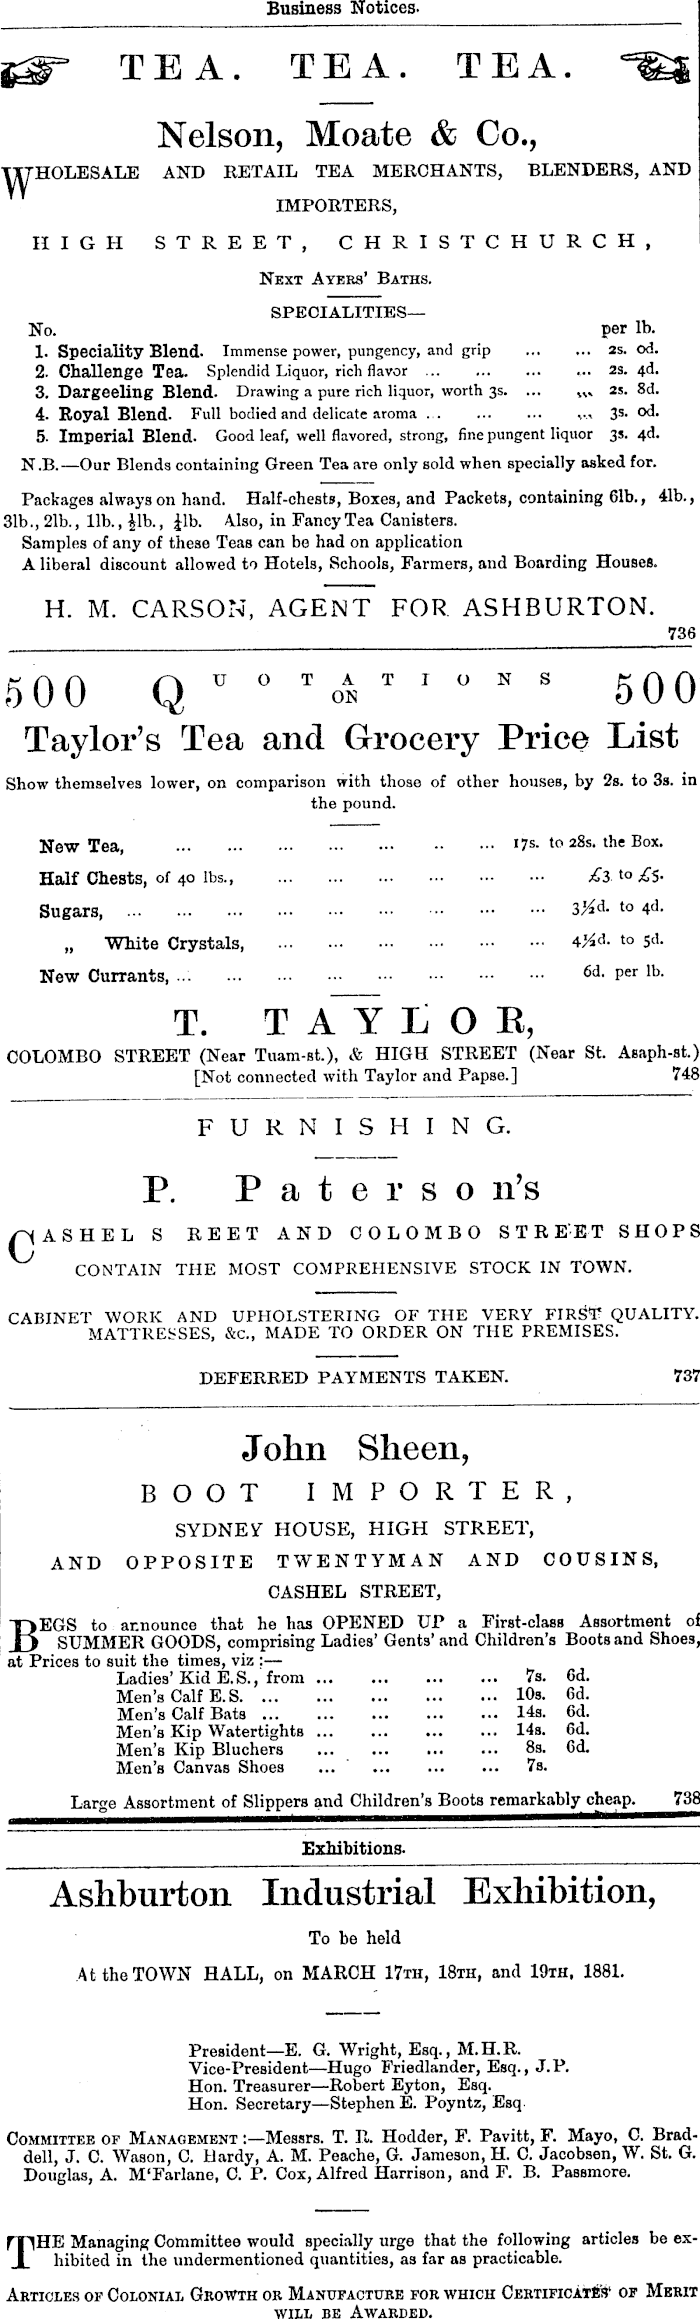 Business Notices.
TEA. TEA. TEA.
Nelson, Moate & Co.,
WHOLESALE AND RETAIL TEA MERCHANTS, BLENDERS, AND
IMPORTERS,
HIGH STREET, CHRISTCHURCH,
NEXT AYERS' BATHS.
SPECIALITIES—
No. per lb.
1. Speciality Blend. Immense power, pungency, and grip ... ... 2s. 0d.
2. Challenge Tea. Splendid Liquor, rich flavor ... ... ... ... 2s. 4d.
3. Dargeeling Blend. Drawing a pure rich liquor, worth 3s. ... ... 2s. 8d.
4. Royal Blend. Full bodied and delicate aroma .. ... ... ... 3s. 0d.
5. Imperial Blend. Good leaf, well flavored, strong, fine pungent liquor 3s. 4d.
N.B.—Our Blends containing Green Tea are only sold when specially asked for.
Packages always on hand. Half-chests, Boxes, and Packets, containing 6lb., 4lb.,
3lb., 2lb., 1lb., ½lb., ¼lb. Also, in Fancy Tea Canisters.
Samples of any of these Teas can be had on application
A liberal discount allowed to Hotels, Schools, Farmers, and Boarding Houses.
H. M. CARSON, AGENT FOR ASHBURTON.
736
500 QUOTATIONS 500
ON
Taylor's Tea and Grocery Price List
Show themselves lower, on comparison with those of other houses, by 2s. to 3s. in
the pound.
New Tea, ... ... ... ... ... .. ... 17s. to 28s. the Box.
Half Chests, of 40 lbs., ... ... ... ... ... ... £3 to £5.
Sugars, ... ... ... ... ... ... ... ... ... 3½d. to 4d.
„ White Crystals, ... ... ... ... ... ... 4½d. to 5d.
New Currants, ... ... ... ... ... ... ... ... 6d. per lb.
T. TAYLOR,
COLOMBO STREET (Near Tuam-st.), & HIGH STREET (Near St. Asaph-st.)
[Not connected with Taylor and Papse.] 748
FURNISHING.
P. Paterson's
CASHEL S REET AND COLOMBO STREET SHOPS
CONTAIN THE MOST COMPREHENSIVE STOCK IN TOWN.
CABINET WORK AND UPHOLSTERING OF THE VERY FIRST QUALITY.
MATTRESSES, &c., MADE TO ORDER ON THE PREMISES.
DEFERRED PAYMENTS TAKEN. 737
John Sheen,
BOOT IMPORTER,
SYDNEY HOUSE, HIGH STREET,
AND OPPOSITE TWENTYMAN AND COUSINS,
CASHEL STREET,
BEGS to announce that he has OPENED UP a First-class Assortment of
SUMMER GOODS, comprising Ladies' Gents' and Children's Boots and Shoes,
at Prices to suit the times, viz :—
Ladies' Kid E.S., from ... ... ... ... 7s. 6d.
Men's Calf E.S. ... ... ... ... ... 10s. 6d.
Men's Calf Bats ... ... ... ... ... 14s. 6d.
Men's Kip Watertights ... ... ... ... 14s. 6d.
Men's Kip Bluchers ... ... ... ... 8s. 6d.
Men's Canvas Shoes ... ... ... ... 7s.
Large Assortment of Slippers and Children's Boots remarkably cheap. 738
Exhibitions.
Ashburton Industrial Exhibition,
To be held
At the TOWN HALL, on MARCH 17TH, 18TH, and 19TH, 1881.
President—E. G. Wright, Esq., M.H.R.
Vice-President—Hugo Friedlander, Esq., J.P.
Hon. Treasurer—Robert Eyton, Esq.
Hon. Secretary—Stephen E. Poyntz, Esq.
COMMITTEE OF MANAGEMENT :—Messrs. T. R. Hodder, F. Pavitt, F. Mayo, C. Brad-
dell, J. C. Wason, C. Hardy, A. M. Peache, G. Jameson, H. C. Jacobsen, W. St. G.
Douglas, A. M'Farlane, C. P. Cox, Alfred Harrison, and F. B. Passmore.
THE Managing Committee would specially urge that the following articles be ex-
hibited in the undermentioned quantities, as far as practicable.
ARTICLES OF COLONIAL GROWTH OR MANUFACTURE FOR WHICH CERTIFICATES OF MERIT
WILL BE AWARDED.